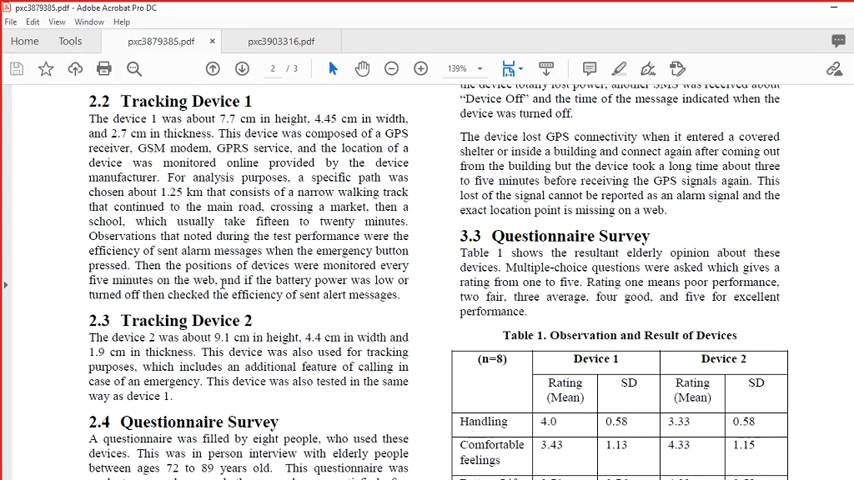 pxc3879385.pdf - Adobe Acrobat Pro DC
File Edit View Window Help
Home Tools pxc3879385.pdf × pxc3903316.pdf
2 / 3 139%
2.2 Tracking Device 1
The device 1 was about 7.7 cm in height, 4.45 cm in width,
and 2.7 cm in thickness. This device was composed of a GPS
receiver, GSM modem, GPRS service, and the location of a
device was monitored online provided by the device
manufacturer. For analysis purposes, a specific path was
chosen about 1.25 km that consists of a narrow walking track
that continued to the main road, crossing a market, then a
school, which usually take fifteen to twenty minutes.
Observations that noted during the test performance were the
efficiency of sent alarm messages when the emergency button
pressed. Then the positions of devices were monitored every
five minutes on the web, and if the battery power was low or
turned off then checked the efficiency of sent alert messages.
2.3 Tracking Device 2
The device 2 was about 9.1 cm in height, 4.4 cm in width and
1.9 cm in thickness. This device was also used for tracking
purposes, which includes an additional feature of calling in
case of an emergency. This device was also tested in the same
way as device 1.
2.4 Questionnaire Survey
A questionnaire was filled by eight people, who used these
devices. This was in person interview with elderly people
between ages 72 to 89 years old. This questionnaire was
the device totally lost power, another SMS was received about
“Device Off” and the time of the message indicated when the
device was turned off.
The device lost GPS connectivity when it entered a covered
shelter or inside a building and connect again after coming out
from the building but the device took a long time about three
to five minutes before receiving the GPS signals again. This
lost of the signal cannot be reported as an alarm signal and the
exact location point is missing on a web.
3.3 Questionnaire Survey
Table 1 shows the resultant elderly opinion about these
devices. Multiple-choice questions were asked which gives a
rating from one to five. Rating one means poor performance,
two fair, three average, four good, and five for excellent
performance.
Table 1. Observation and Result of Devices
(n=8) Device 1 Device 2
Rating (Mean) SD Rating (Mean) SD
Handling 4.0 0.58 3.33 0.58
Comfortable feelings 3.43 1.13 4.33 1.15